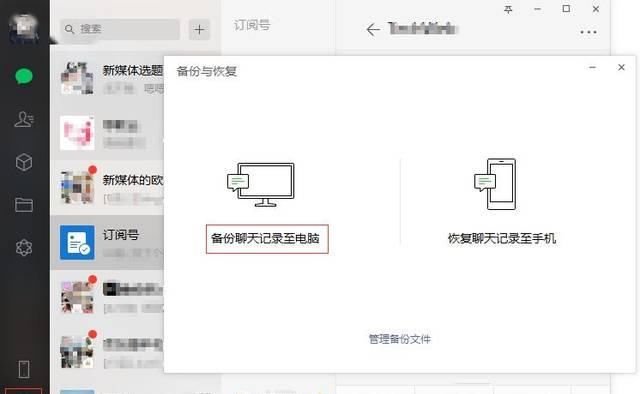 搜索
订阅号
新媒体选题
嗯嗯
新媒体的欧
订阅号
备份与恢复
备份聊天记录至电脑
恢复聊天记录至手机
管理备份文件